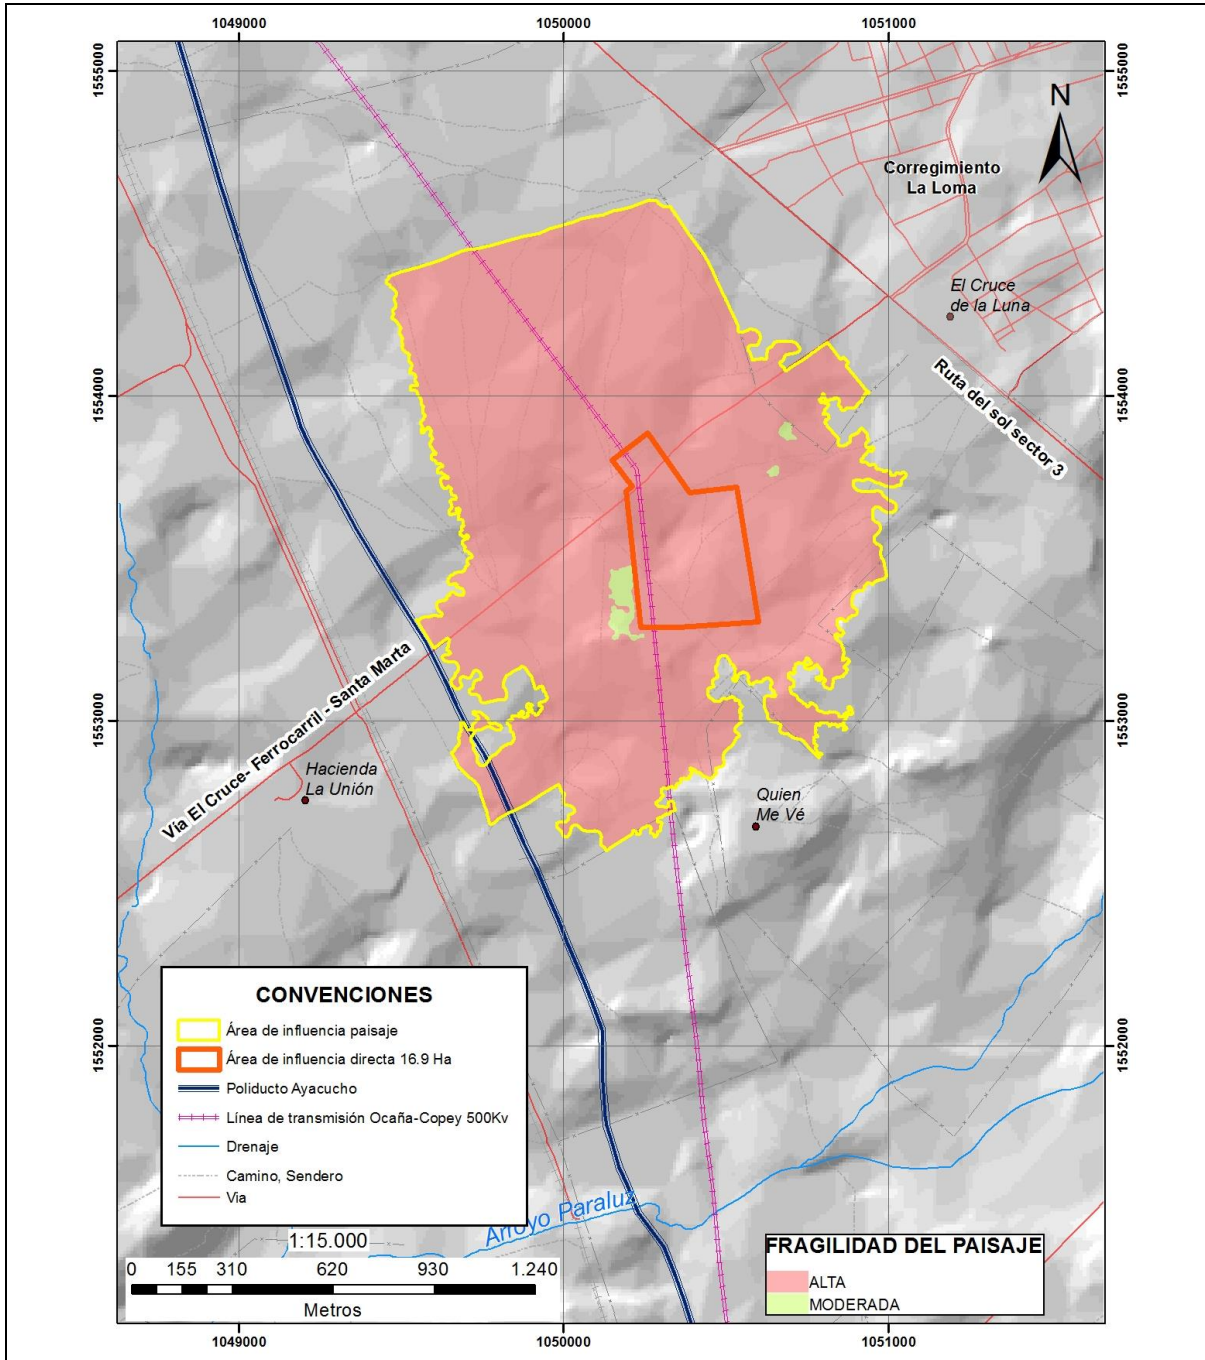 1049000
1050000
1051000
1555000
1555000
N
Corregimiento
La Loma
El Cruce
de la Luna
1554000
1554000
Ruta del sol sector 3
Vía El Cruce- Ferrocarril - Santa Marta
1553000
1553000
Hacienda
La Unión
Quien
Me Vé
CONVENCIONES
Área de influencia paisaje
Área de influencia directa 16.9 Ha
Poliducto Ayacucho
Línea de transmisión Ocaña-Copey 500Kv
Drenaje
Camino, Sendero
Via
1552000
1552000
Arroyo Paraluz
1:15.000
0 155 310 620 930 1.240
Metros
FRAGILIDAD DEL PAISAJE
ALTA
MODERADA
1049000
1050000
1051000